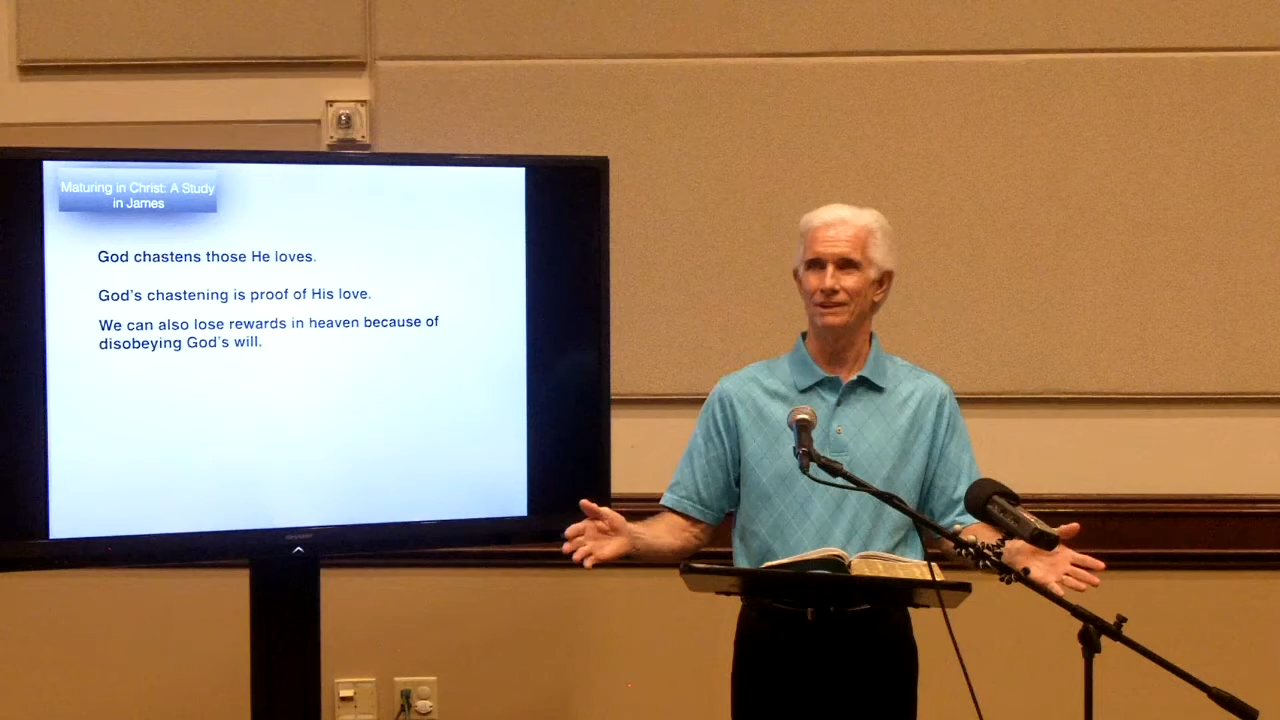 Maturing in Christ: A Study
in James
God chastens those He loves.
God's chastening is proof of His love.
We can also lose rewards in heaven because of
disobeying God's will.